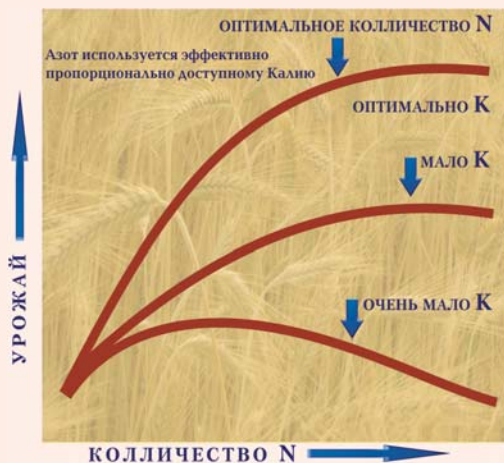 ОПТИМАЛЬНОЕ КОЛЛИЧЕСТВО N
Азот используется эффективно
пропорционально доступному Калию
ОПТИМАЛЬНО К
МАЛО К
ОЧЕНЬ МАЛО К
УРОЖАЙ
КОЛЛИЧЕСТВО N